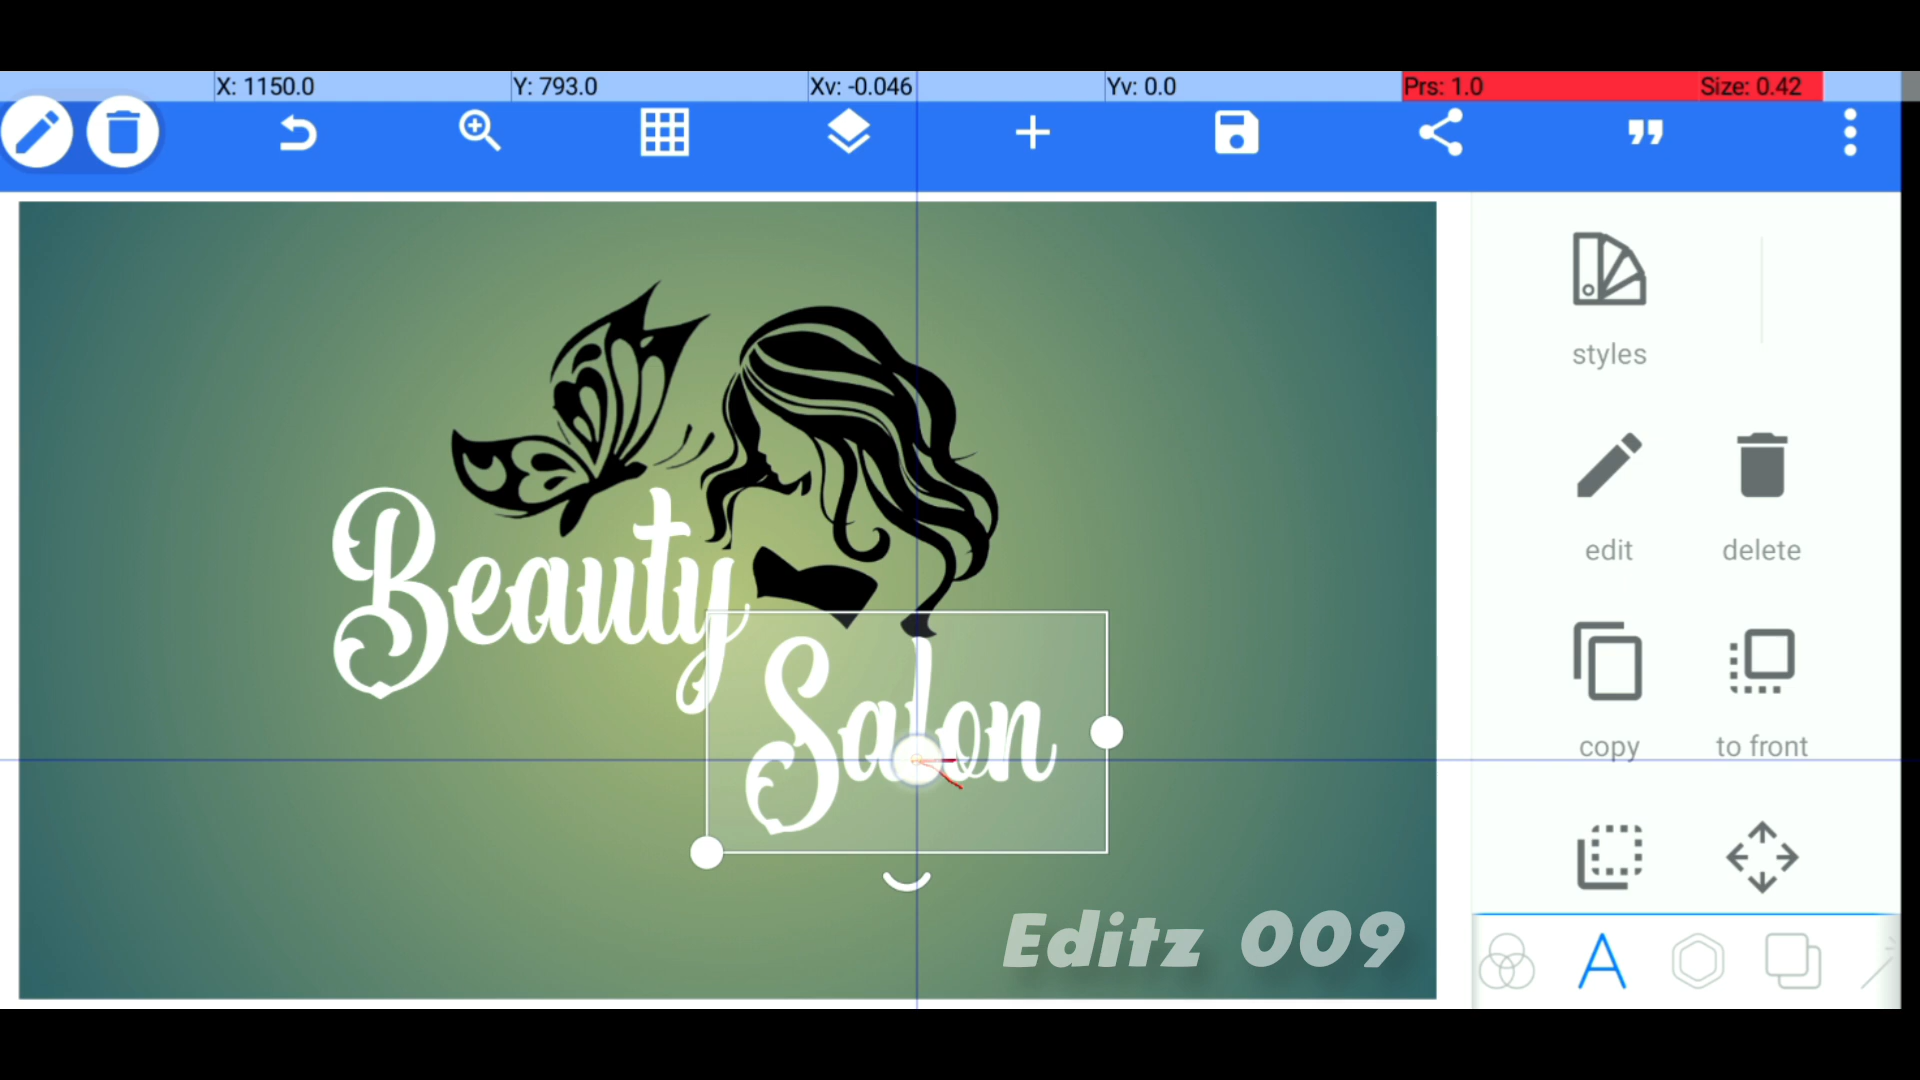 X: 1150.0 Y: 793.0 Xv: -0.046 Yv: 0.0 Prs: 1.0 Size: 0.42
styles
edit delete
Beauty
copy to front
Salon
Editz 009